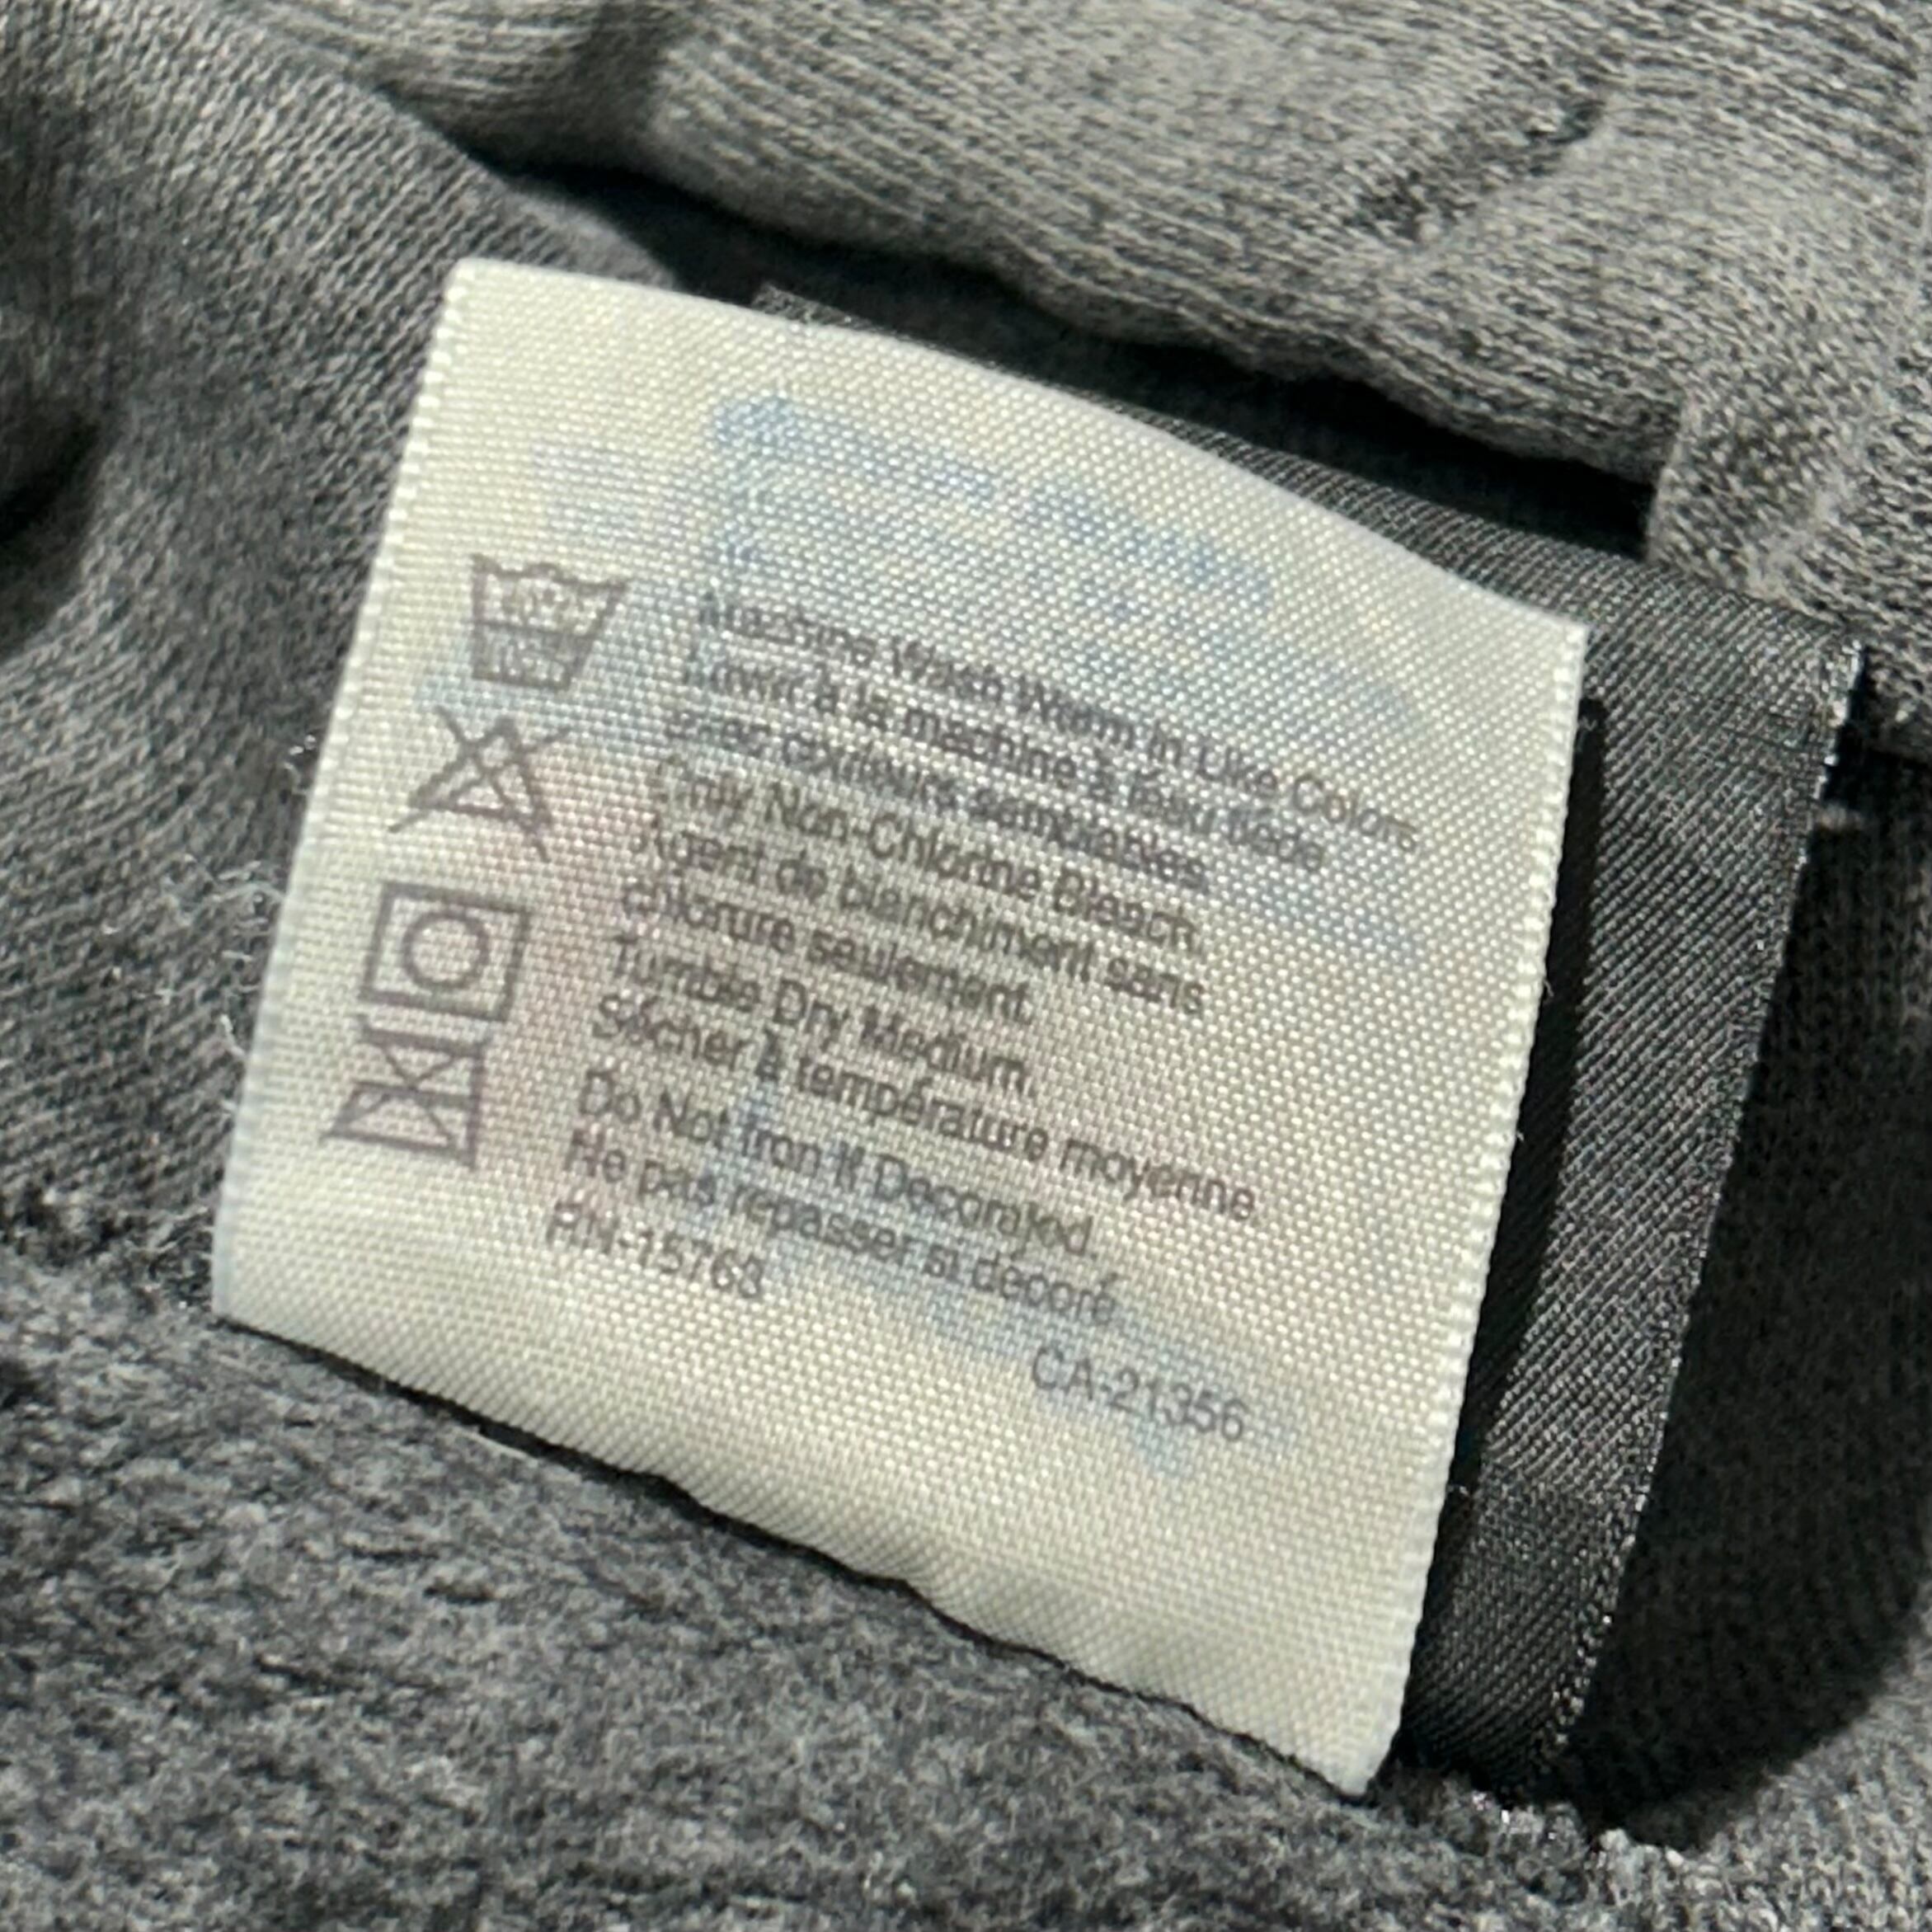 Machine Wash Warm In Like Colors
Laver à la machine à l'eau tiède
avec couleurs semblables.
Only Non-Chlorine Bleach.
Agent de blanchiment sans
chlorure seulement.
Tumble Dry Medium.
Sécher à température moyenne
Do Not Iron If Decorated.
Ne pas repasser si décoré.
RN-15763
CA-21356